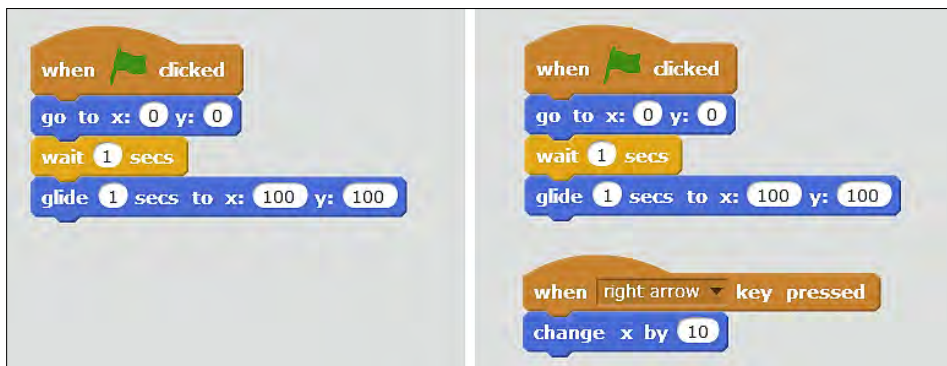 when clicked
go to x: 0 y: 0
wait 1 secs
glide 1 secs to x: 100 y: 100
when clicked
go to x: 0 y: 0
wait 1 secs
glide 1 secs to x: 100 y: 100
when right arrow key pressed
change x by 10